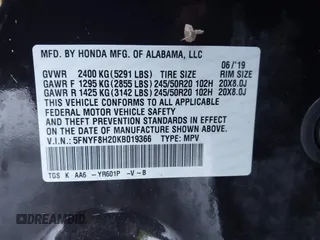 MFD. BY HONDA MFG. OF ALABAMA, LLC
06/'19
GVWR 2400 KG(5291 LBS) TIRE SIZE RIM SIZE
GAWR F 1295 KG(2855 LBS)245/50R20 102H 20X8.0J
GAWR R 1425 KG(3142 LBS)245/50R20 102H 20X8.0J
THIS VEHICLE CONFORMS TO ALL APPLICABLE
FEDERAL MOTOR VEHICLE SAFETY AND
THEFT PREVENTION STANDARDS IN EFFECT
ON THE DATE OF MANUFACTURE SHOWN ABOVE.
V.I.N.: 5FNYF8H20KB019366 TYPE: MPV
TGS K AA6 -YR601P -V-B
DREAMBID